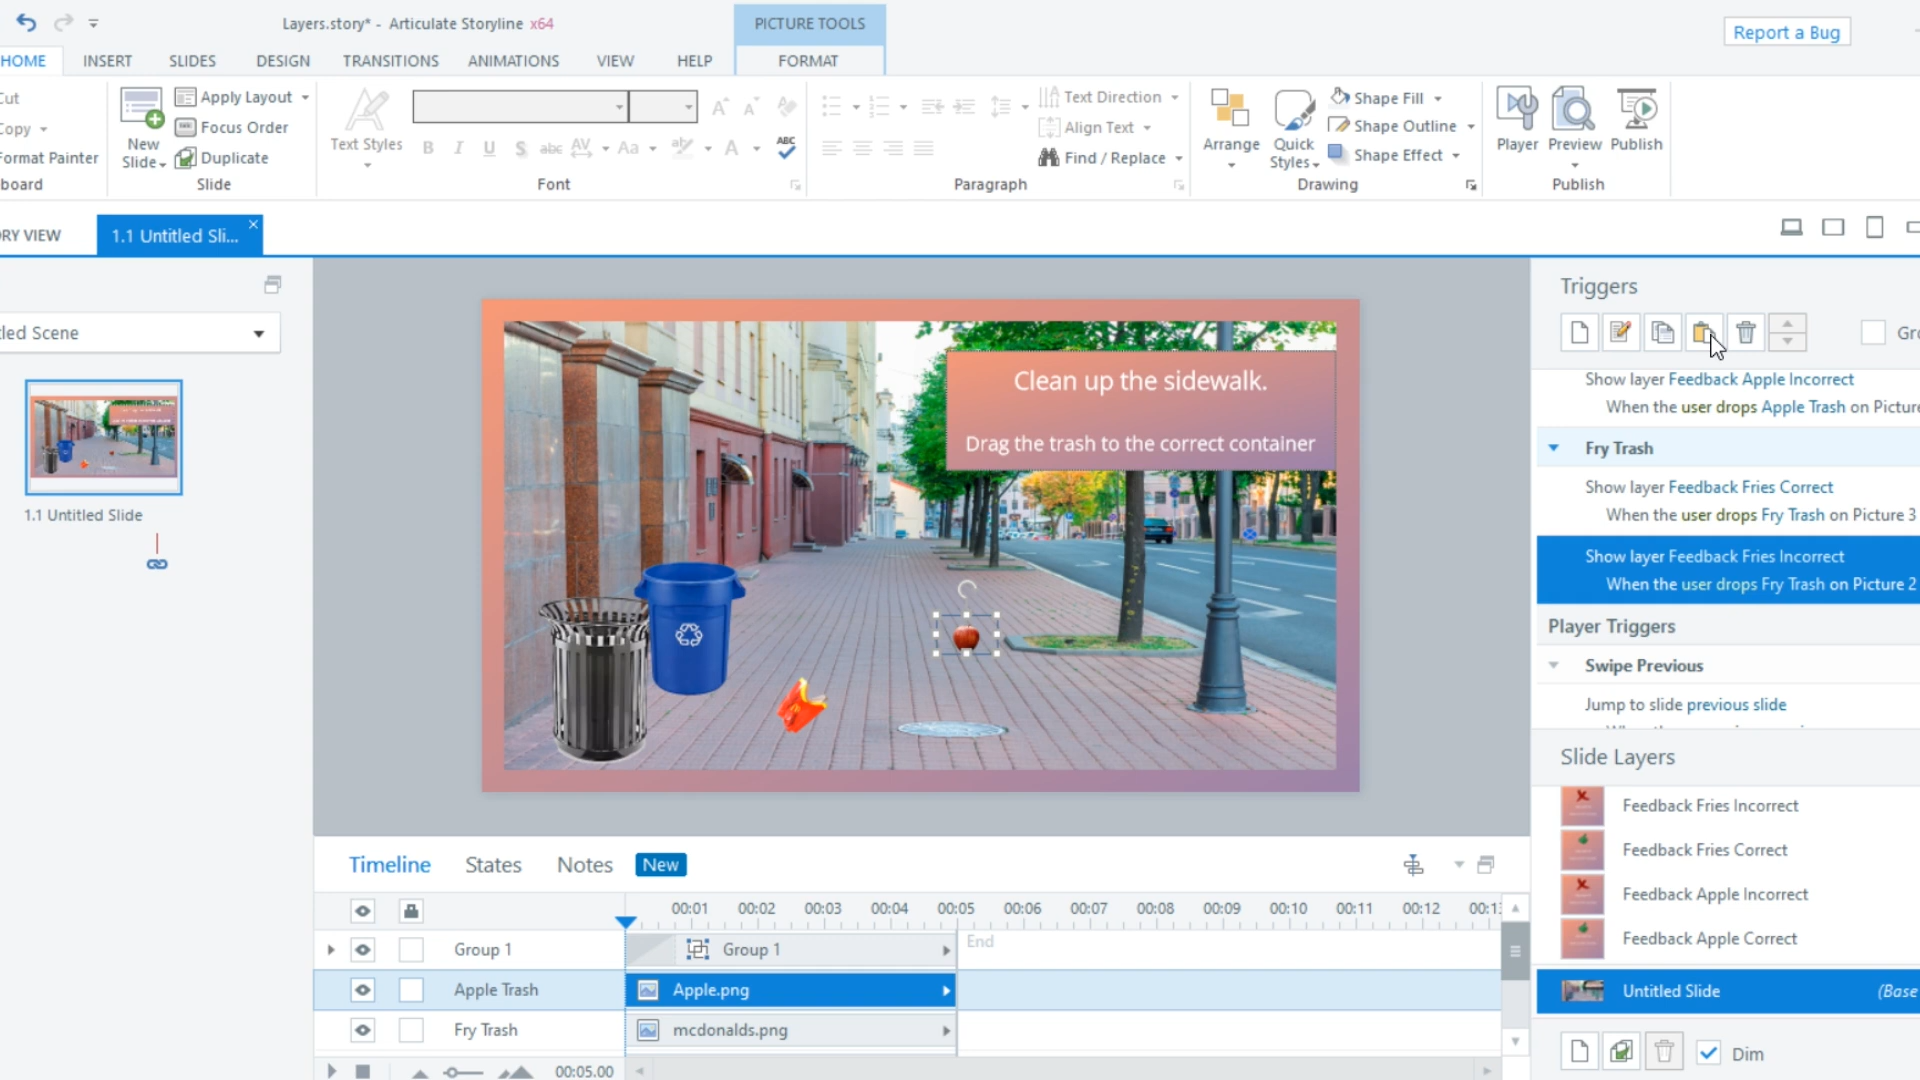 Layers.story* - Articulate Storyline x64
PICTURE TOOLS
Report a Bug
HOME INSERT SLIDES DESIGN TRANSITIONS ANIMATIONS VIEW HELP FORMAT
Cut
Copy
Format Painter
board
New Slide
Apply Layout
Focus Order
Duplicate
Slide
Text Styles
B I U S abc AV Aa A ABC
Font
Text Direction
Align Text
Find / Replace
Paragraph
Arrange
Quick Styles
Shape Fill
Shape Outline
Shape Effect
Drawing
Player
Preview
Publish
Publish
RY VIEW
1.1 Untitled Sli...
led Scene
1.1 Untitled Slide
Clean up the sidewalk.
Drag the trash to the correct container
Triggers
Gro
Show layer Feedback Apple Incorrect
When the user drops Apple Trash on Picture
Fry Trash
Show layer Feedback Fries Correct
When the user drops Fry Trash on Picture 3
Show layer Feedback Fries Incorrect
When the user drops Fry Trash on Picture 2
Player Triggers
Swipe Previous
Jump to slide previous slide
Slide Layers
Feedback Fries Incorrect
Feedback Fries Correct
Feedback Apple Incorrect
Feedback Apple Correct
Untitled Slide (Base
Dim
Timeline States Notes New
00:01 00:02 00:03 00:04 00:05 00:06 00:07 00:08 00:09 00:10 00:11 00:12 00:13
Group 1 Group 1 End
Apple Trash Apple.png
Fry Trash mcdonalds.png
00:05.00